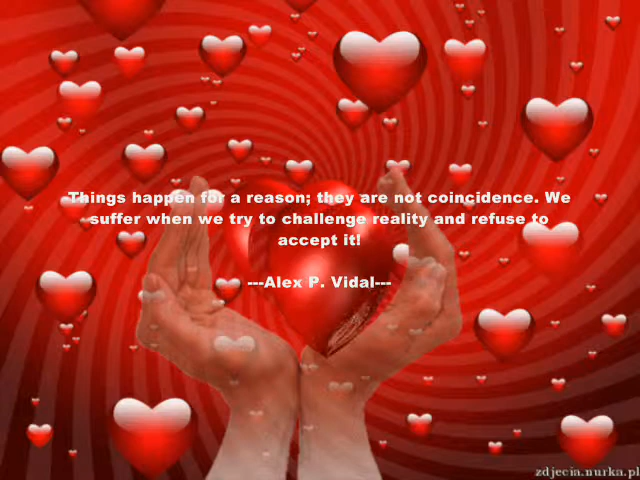 Things happen for a reason; they are not coincidence. We
suffer when we try to challenge reality and refuse to
accept it!
---Alex P. Vidal---
zdjecia.nurka.pl